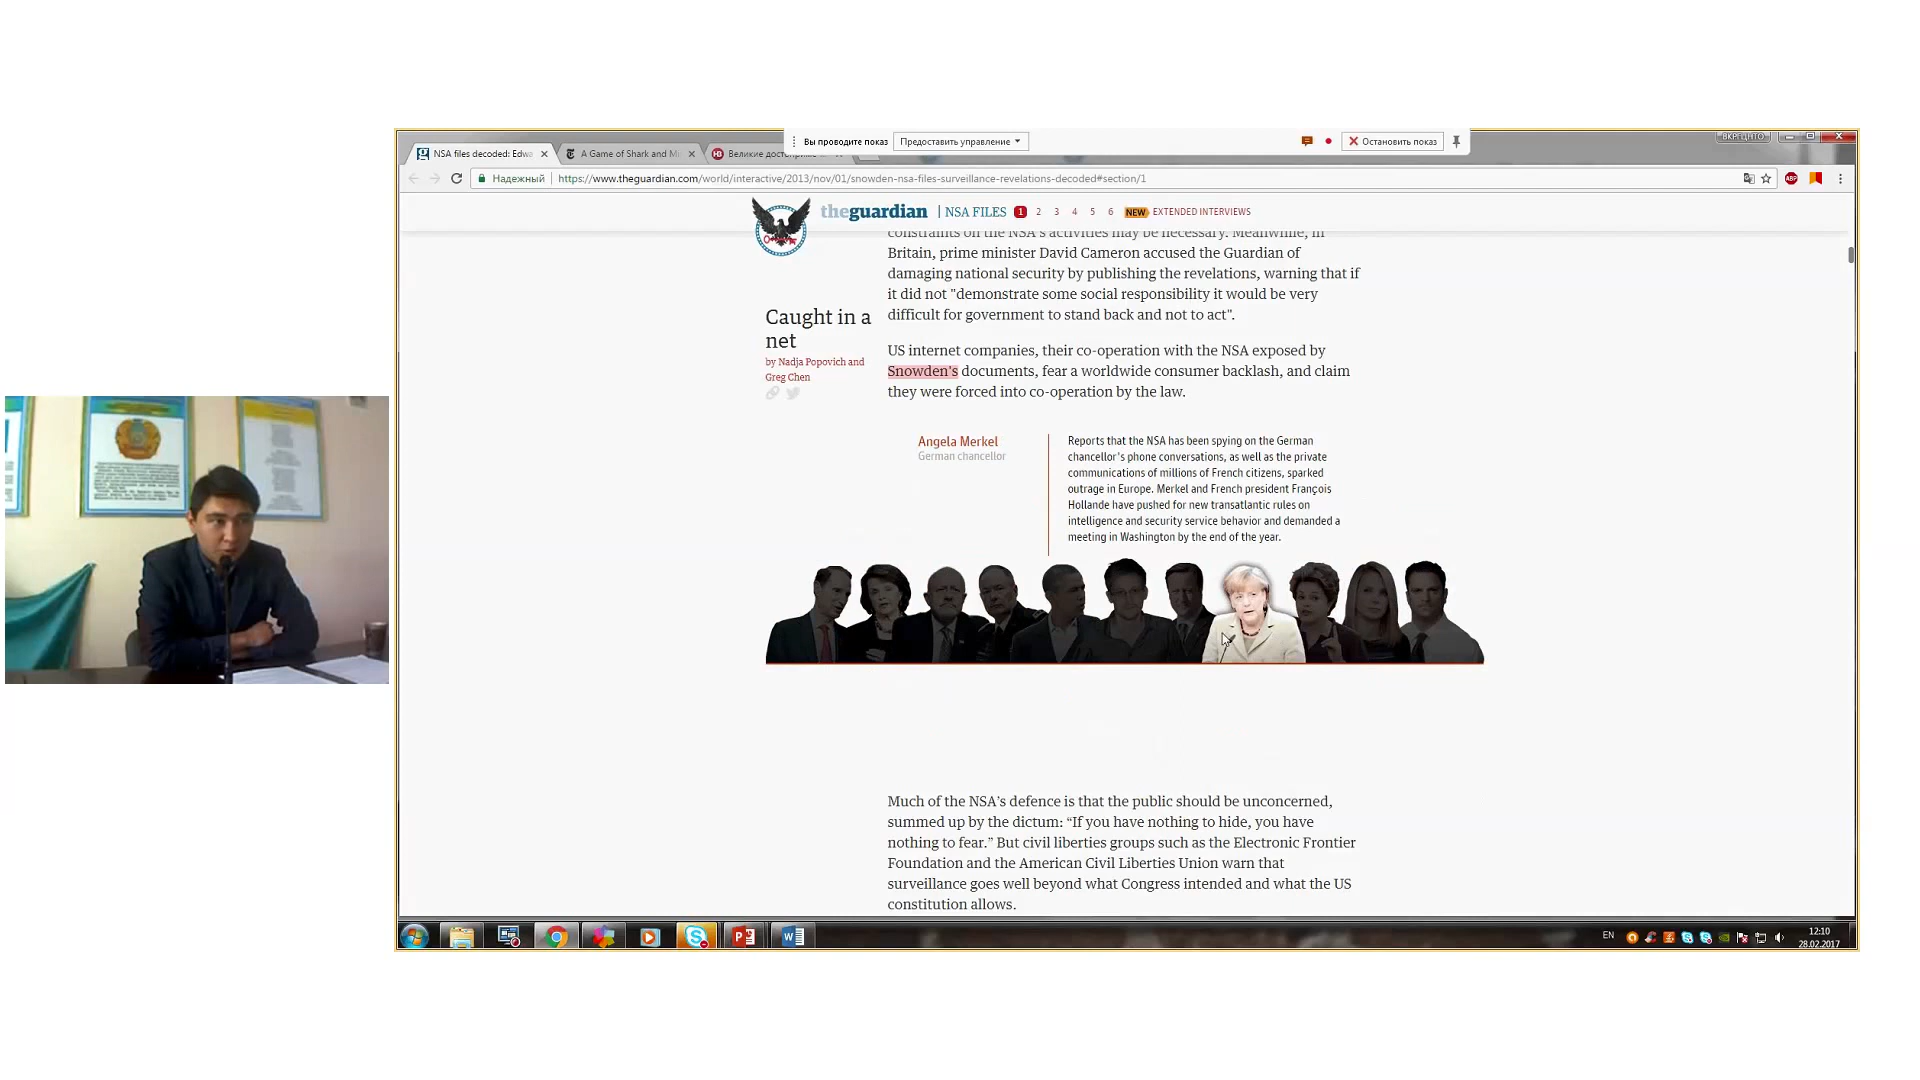 Вы проводите показ
Предоставить управление
Остановить показ
NSA files decoded: Edwa
A Game of Shark and Mi
Великие
Надежный
https://www.theguardian.com/world/interactive/2013/nov/01/snowden-nsa-files-surveillance-revelations-decoded#section/1
ABP
theguardian | NSA FILES 1 2 3 4 5 6 NEW EXTENDED INTERVIEWS
constraints on the NSA's activities may be necessary. Meanwhile, in
Britain, prime minister David Cameron accused the Guardian of
damaging national security by publishing the revelations, warning that if
it did not "demonstrate some social responsibility it would be very
difficult for government to stand back and not to act".
Caught in a
net
by Nadja Popovich and
Greg Chen
US internet companies, their co-operation with the NSA exposed by
Snowden's documents, fear a worldwide consumer backlash, and claim
they were forced into co-operation by the law.
Angela Merkel
German chancellor
Reports that the NSA has been spying on the German
chancellor's phone conversations, as well as the private
communications of millions of French citizens, sparked
outrage in Europe. Merkel and French president François
Hollande have pushed for new transatlantic rules on
intelligence and security service behavior and demanded a
meeting in Washington by the end of the year.
Much of the NSA’s defence is that the public should be unconcerned,
summed up by the dictum: “If you have nothing to hide, you have
nothing to fear.” But civil liberties groups such as the Electronic Frontier
Foundation and the American Civil Liberties Union warn that
surveillance goes well beyond what Congress intended and what the US
constitution allows.
EN
12:10
28.02.2017